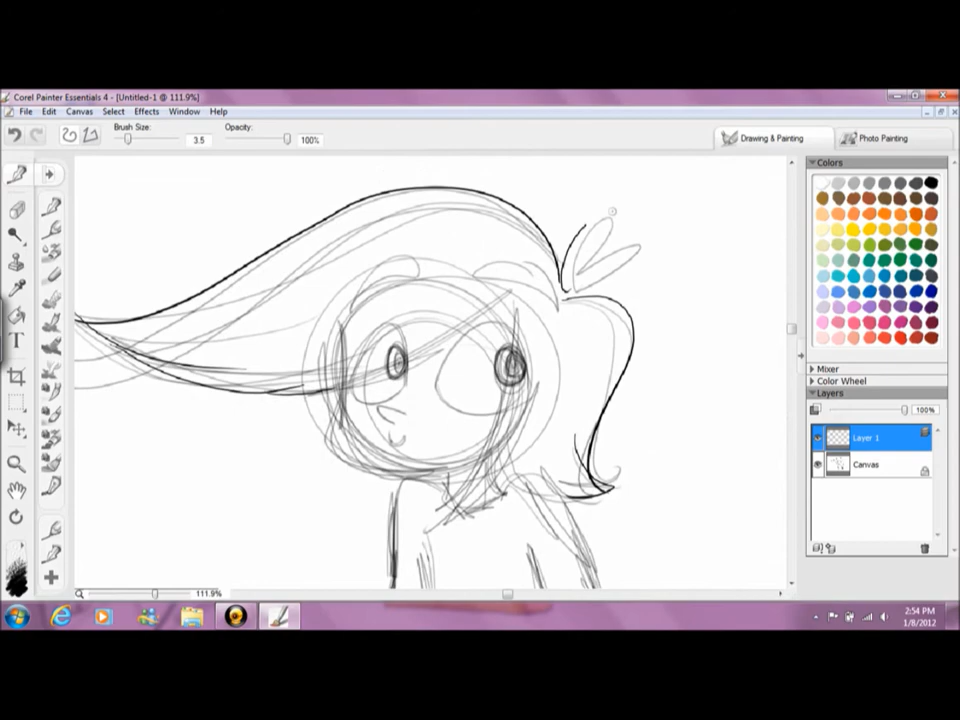 Corel Painter Essentials 4 - [Untitled-1 @ 111.9%]
File Edit Canvas Select Effects Window Help
Brush Size: 3.5 Opacity: 100%
Drawing & Painting Photo Painting
Colors
Mixer
Color Wheel
Layers
100%
Layer 1
Canvas
111.9%
2:54 PM
1/8/2012